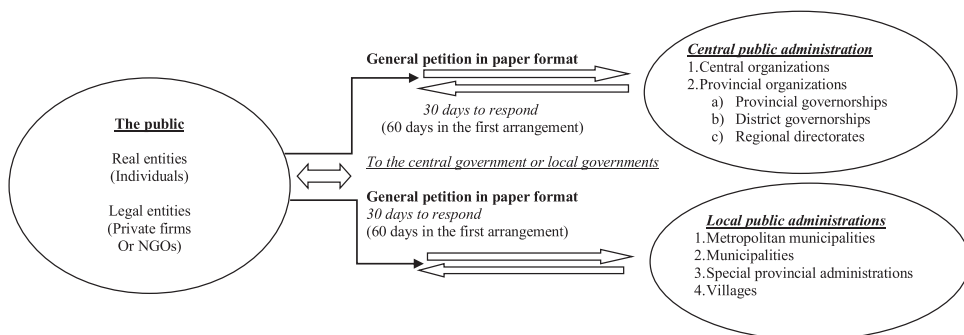 The public
Real entities
(Individuals)
Legal entities
(Private firms
Or NGOs)
General petition in paper format
30 days to respond
(60 days in the first arrangement)
To the central government or local governments
General petition in paper format
30 days to respond
(60 days in the first arrangement)
Central public administration
1.Central organizations
2.Provincial organizations
a) Provincial governorships
b) District governorships
c) Regional directorates
Local public administrations
1.Metropolitan municipalities
2.Municipalities
3.Special provincial administrations
4.Villages